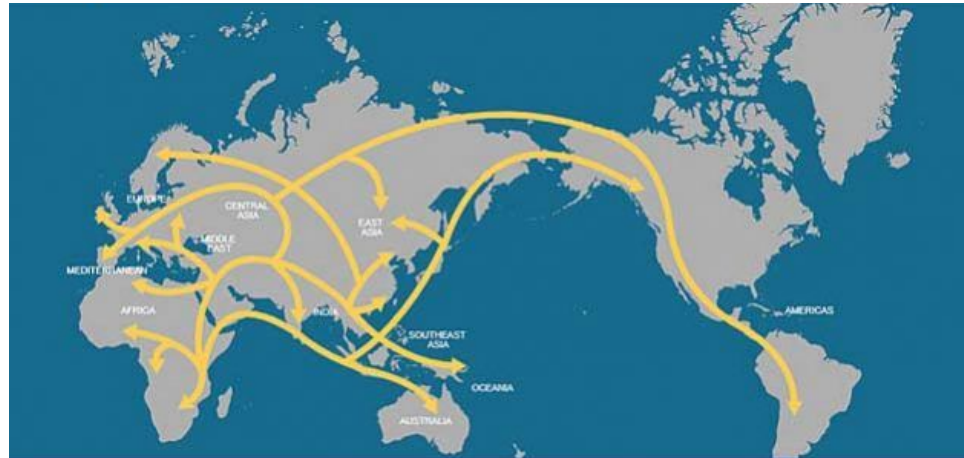 EUROPE
CENTRAL
ASIA
EAST
ASIA
MIDDLE
EAST
MEDITERRANEAN
AFRICA
INDIA
AMERICAS
SOUTHEAST
ASIA
OCEANIA
AUSTRALIA